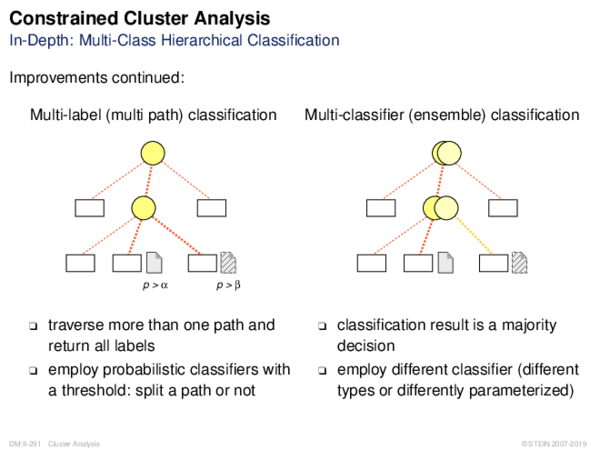 Constrained Cluster Analysis
In-Depth: Multi-Class Hierarchical Classification
Improvements continued:
Multi-label (multi path) classification
p > α
p > β
❑ traverse more than one path and
return all labels
❑ employ probabilistic classifiers with
a threshold: split a path or not
Multi-classifier (ensemble) classification
❑ classification result is a majority
decision
❑ employ different classifier (different
types or differently parameterized)
DM:II-291 Cluster Analysis
© STEIN 2007-2019